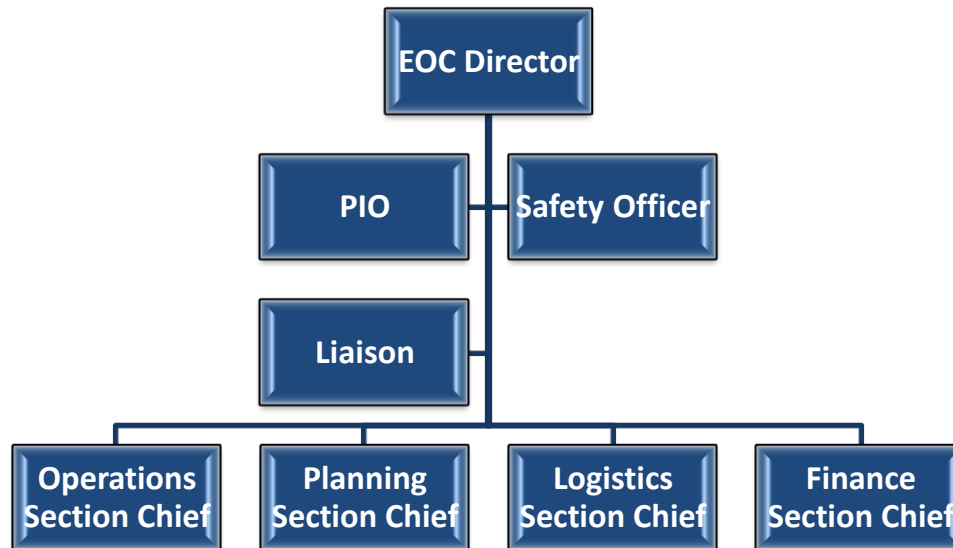 EOC Director
PIO
Safety Officer
Liaison
Operations
Section Chief
Planning
Section Chief
Logistics
Section Chief
Finance
Section Chief